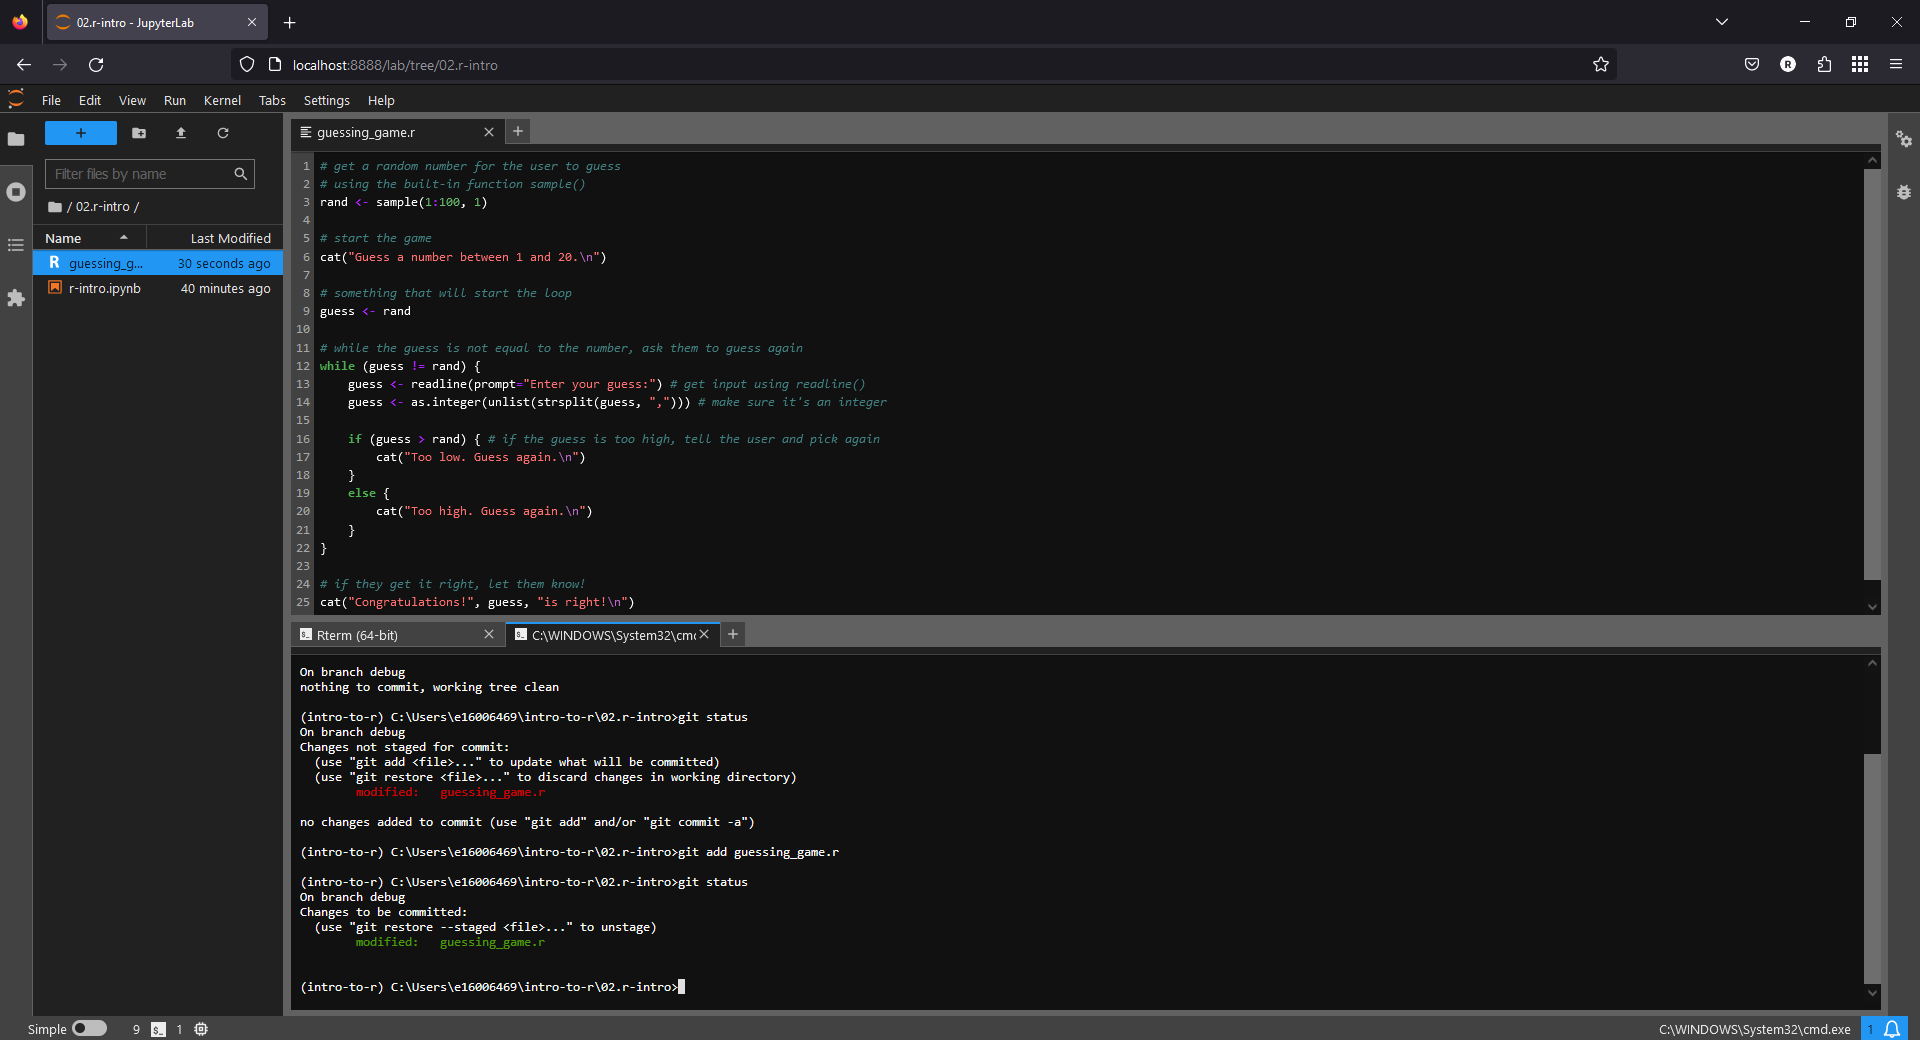 02.r-intro - JupyterLab
localhost:8888/lab/tree/02.r-intro
R
File Edit View Run Kernel Tabs Settings Help
+
Filter files by name
/ 02.r-intro /
Name Last Modified
R guessing_g... 30 seconds ago
r-intro.ipynb 40 minutes ago
guessing_game.r
1 # get a random number for the user to guess
2 # using the built-in function sample()
3 rand <- sample(1:100, 1)
4
5 # start the game
6 cat("Guess a number between 1 and 20.\n")
7
8 # something that will start the loop
9 guess <- rand
10
11 # while the guess is not equal to the number, ask them to guess again
12 while (guess != rand) {
13     guess <- readline(prompt="Enter your guess:") # get input using readline()
14     guess <- as.integer(unlist(strsplit(guess, ","))) # make sure it's an integer
15
16     if (guess > rand) { # if the guess is too high, tell the user and pick again
17         cat("Too low. Guess again.\n")
18     }
19     else {
20         cat("Too high. Guess again.\n")
21     }
22 }
23
24 # if they get it right, let them know!
25 cat("Congratulations!", guess, "is right!\n")
Rterm (64-bit) C:\WINDOWS\System32\cmd
On branch debug
nothing to commit, working tree clean
(intro-to-r) C:\Users\e16006469\intro-to-r\02.r-intro>git status
On branch debug
Changes not staged for commit:
  (use "git add <file>..." to update what will be committed)
  (use "git restore <file>..." to discard changes in working directory)
        modified:   guessing_game.r
no changes added to commit (use "git add" and/or "git commit -a")
(intro-to-r) C:\Users\e16006469\intro-to-r\02.r-intro>git add guessing_game.r
(intro-to-r) C:\Users\e16006469\intro-to-r\02.r-intro>git status
On branch debug
Changes to be committed:
  (use "git restore --staged <file>..." to unstage)
        modified:   guessing_game.r
(intro-to-r) C:\Users\e16006469\intro-to-r\02.r-intro>
Simple 9 $_ 1 C:\WINDOWS\System32\cmd.exe 1